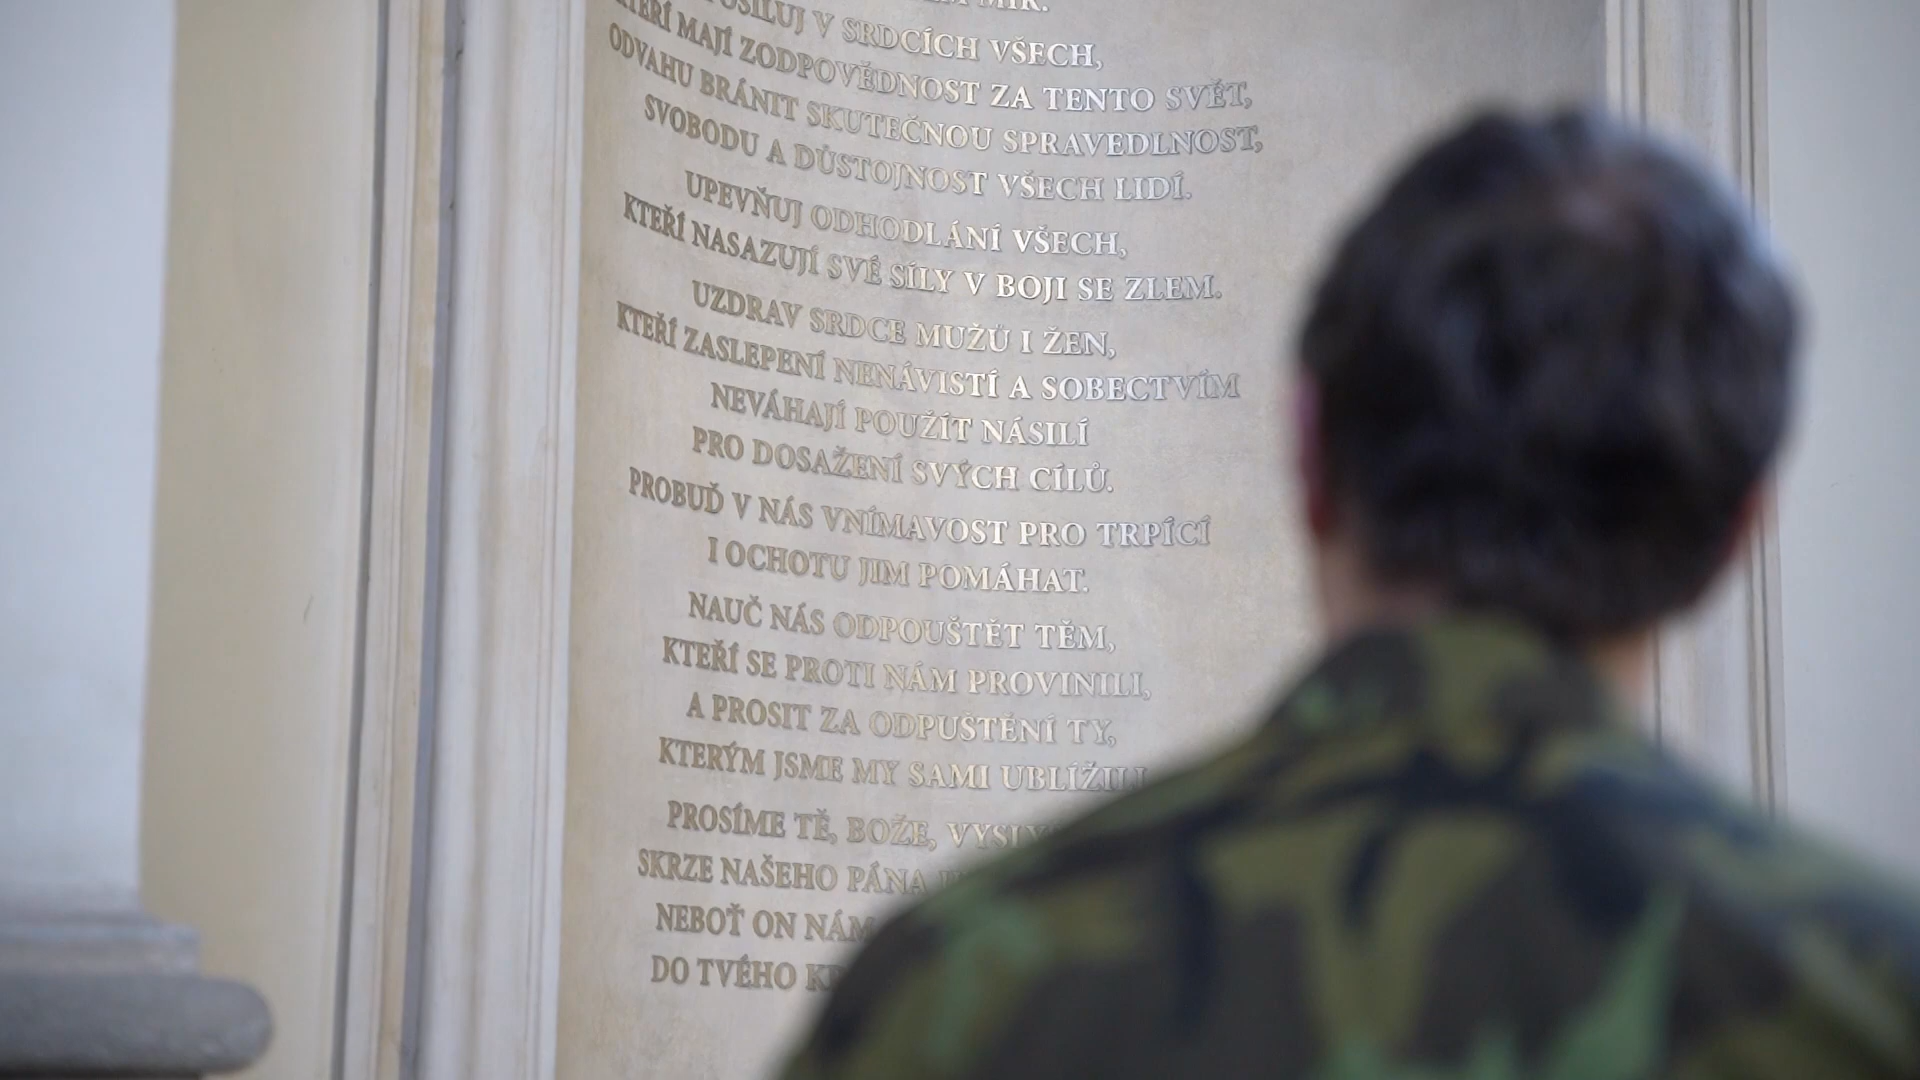 MÍR.
POSILUJ V SRDCÍCH VŠECH,
KTEŘÍ MAJÍ ZODPOVĚDNOST ZA TENTO SVĚT,
ODVAHU BRÁNIT SKUTEČNOU SPRAVEDLNOST,
SVOBODU A DŮSTOJNOST VŠECH LIDÍ.
UPEVŇUJ ODHODLÁNÍ VŠECH,
KTEŘÍ NASAZUJÍ SVÉ SÍLY V BOJI SE ZLEM.
UZDRAV SRDCE MUŽŮ I ŽEN,
KTEŘÍ ZASLEPENÍ NENÁVISTÍ A SOBECTVÍM
NEVÁHAJÍ POUŽÍT NÁSILÍ
PRO DOSAŽENÍ SVÝCH CÍLŮ.
PROBUĎ V NÁS VNÍMAVOST PRO TRPÍCÍ
I OCHOTU JIM POMÁHAT.
NAUČ NÁS ODPOUŠTĚT TĚM,
KTEŘÍ SE PROTI NÁM PROVINILI,
A PROSIT ZA ODPUŠTĚNÍ TY,
KTERÝM JSME MY SAMI UBLÍŽILI
PROSÍME TĚ, BOŽE,
SKRZE NAŠEHO PÁNA
NEBOŤ ON NÁM
DO TVÉHO